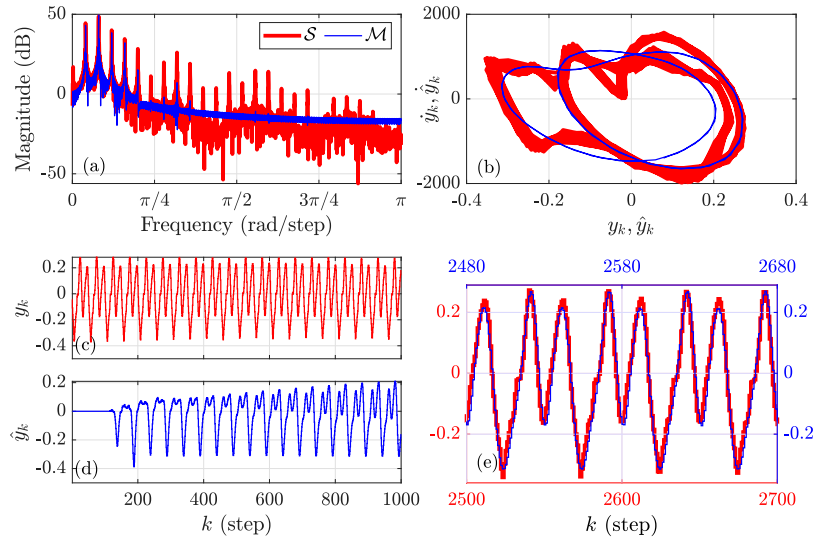 50
0
-50
Magnitude (dB)
S M
(a)
0 π/4 π/2 3π/4 π
Frequency (rad/step)
2000
0
-2000
ẏ_k, ŷ̇_k
(b)
-0.4 -0.2 0 0.2 0.4
y_k, ŷ_k
0.2
0
-0.2
-0.4
y_k
(c)
0.2
0
-0.2
-0.4
ŷ_k
(d)
200 400 600 800 1000
k (step)
2480 2580 2680
0.2 0.2
0 0
-0.2 -0.2
(e)
2500 2600 2700
k (step)